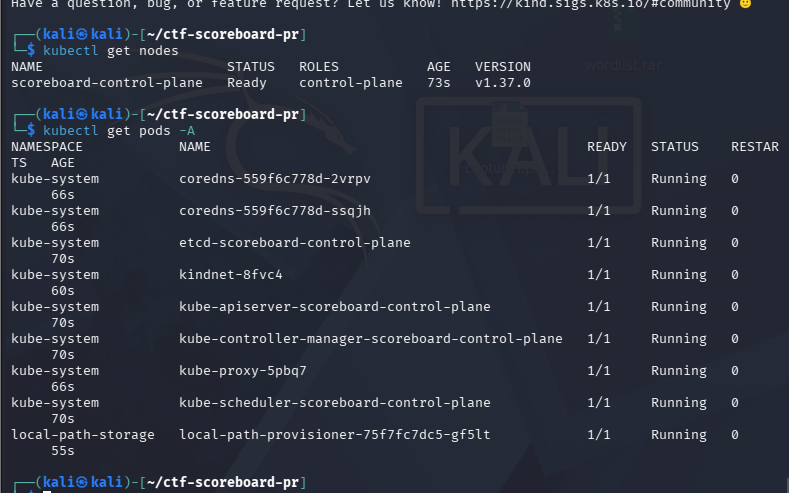 Have a question, bug, or feature request? Let us know! https://kind.sigs.k8s.io/#community 🙂
┌──(kali㉿kali)-[~/ctf-scoreboard-pr]
└─$ kubectl get nodes
NAME                       STATUS   ROLES           AGE   VERSION
scoreboard-control-plane   Ready    control-plane   73s   v1.37.0
┌──(kali㉿kali)-[~/ctf-scoreboard-pr]
└─$ kubectl get pods -A
NAMESPACE            NAME                                               READY   STATUS    RESTAR
TS   AGE
kube-system          coredns-559f6c778d-2vrpv                           1/1     Running   0
     66s
kube-system          coredns-559f6c778d-ssqjh                           1/1     Running   0
     66s
kube-system          etcd-scoreboard-control-plane                      1/1     Running   0
     70s
kube-system          kindnet-8fvc4                                      1/1     Running   0
     60s
kube-system          kube-apiserver-scoreboard-control-plane            1/1     Running   0
     70s
kube-system          kube-controller-manager-scoreboard-control-plane   1/1     Running   0
     70s
kube-system          kube-proxy-5pbq7                                   1/1     Running   0
     66s
kube-system          kube-scheduler-scoreboard-control-plane            1/1     Running   0
     70s
local-path-storage   local-path-provisioner-75f7fc7dc5-gf5lt            1/1     Running   0
     55s
┌──(kali㉿kali)-[~/ctf-scoreboard-pr]
└─$
wordlist.rar
KALI